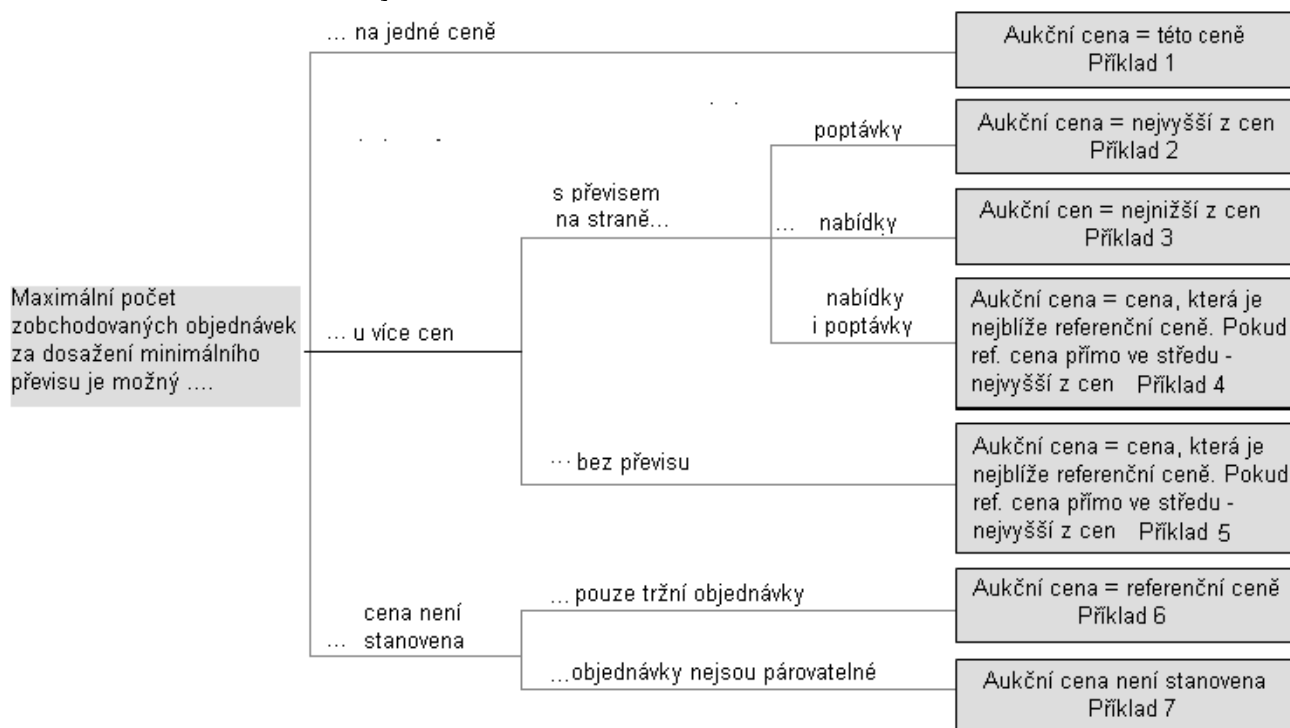 ... na jedné ceně
Aukční cena = této ceně
Příklad 1
poptávky
Aukční cena = nejvyšší z cen
Příklad 2
s převisem
na straně...
... nabídky
Aukční cen = nejnižší z cen
Příklad 3
Maximální počet
zobchodovaných objednávek
za dosažení minimálního
převisu je možný ....
... u více cen
nabídky
i poptávky
Aukční cena = cena, která je
nejblíže referenční ceně. Pokud
ref. cena přímo ve středu -
nejvyšší z cen Příklad 4
... bez převisu
Aukční cena = cena, která je
nejblíže referenční ceně. Pokud
ref. cena přímo ve středu -
nejvyšší z cen Příklad 5
cena není
... stanovena
... pouze tržní objednávky
Aukční cena = referenční ceně
Příklad 6
...objednávky nejsou párovatelné
Aukční cena není stanovena
Příklad 7